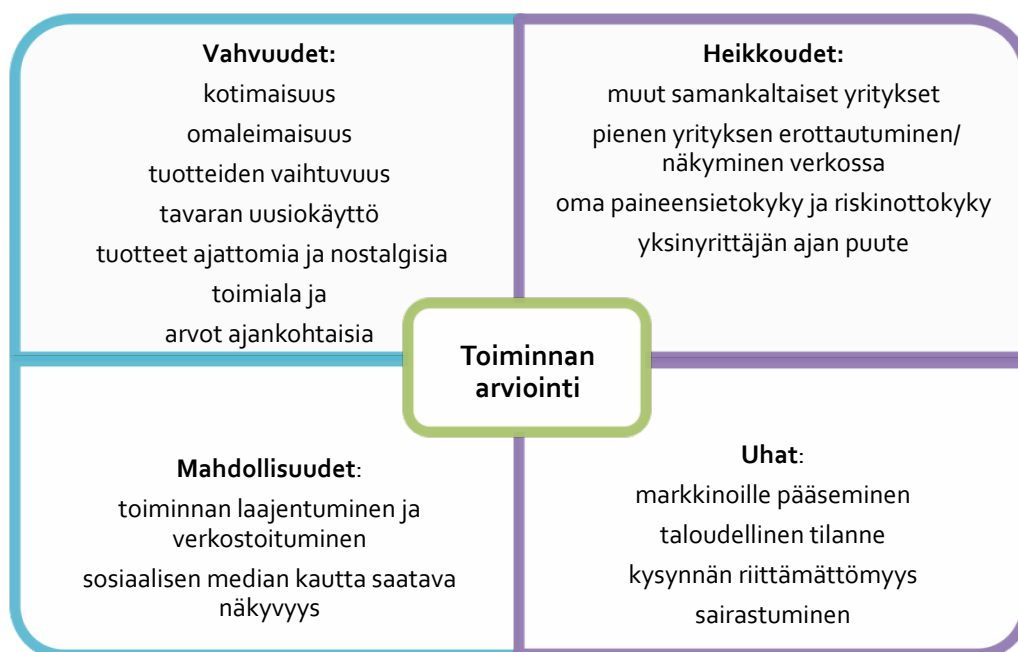 Vahvuudet:
kotimaisuus
omaleimaisuus
tuotteiden vaihtuvuus
tavaran uusiokäyttö
tuotteet ajattomia ja nostalgisia
toimiala ja
arvot ajankohtaisia
Heikkoudet:
muut samankaltaiset yritykset
pienen yrityksen erottautuminen/
näkyminen verkossa
oma paineensietokyky ja riskinottokyky
yksinyrittäjän ajan puute
Toiminnan
arviointi
Mahdollisuudet:
toiminnan laajentuminen ja
verkostoituminen
sosiaalisen median kautta saatava
näkyvyys
Uhat:
markkinoille pääseminen
taloudellinen tilanne
kysynnän riittämättömyys
sairastuminen